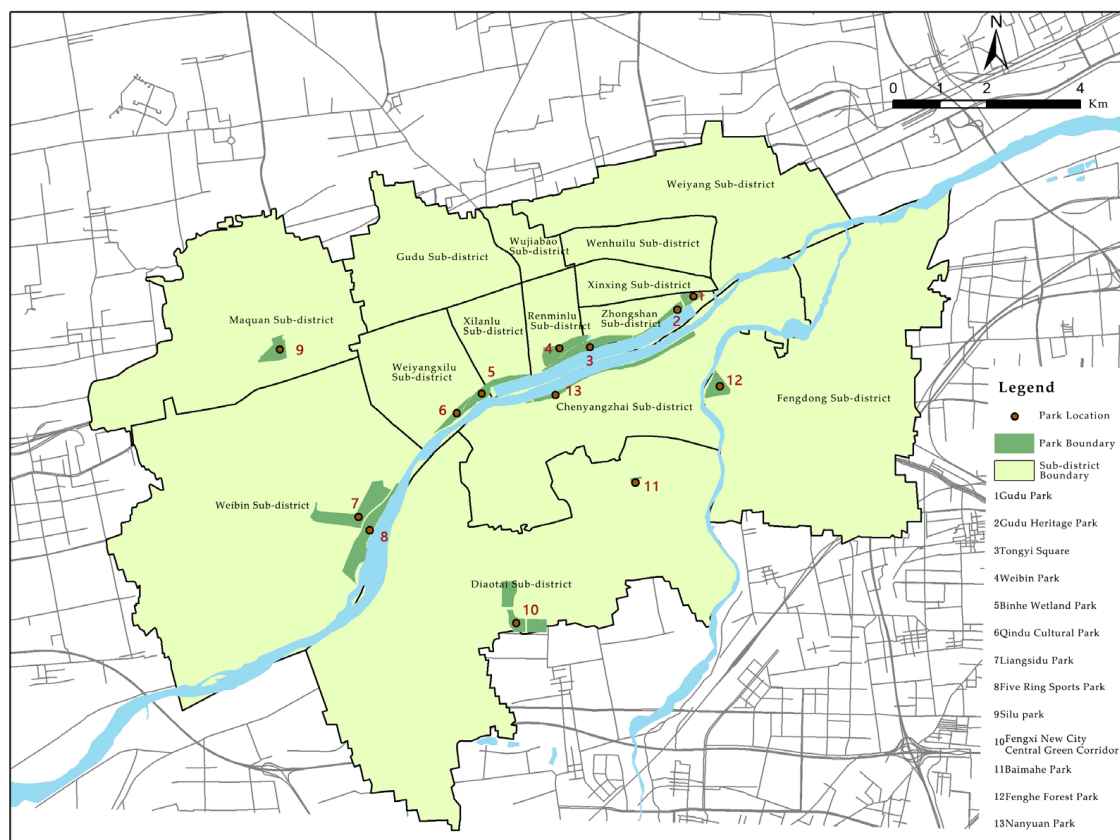 N
0 1 2 4
Km
Weiyang Sub-district
Wujiabao
Sub-district
Wenhuilu Sub-district
Gudu Sub-district
Xinxing Sub-district
1
2
Zhongshan
Sub-district
Renminlu
Sub-district
Xilanlu
Sub-district
Maquan Sub-district
9
4
3
Weiyangxilu
Sub-district
5
13
6
12
Chenyangzhai Sub-district
Fengdong Sub-district
11
7
Weibin Sub-district
8
Diaotai Sub-district
10
Legend
Park Location
Park Boundary
Sub-district
Boundary
1Gudu Park
2Gudu Heritage Park
3Tongyi Square
4Weibin Park
5Binhe Wetland Park
6Qindu Cultural Park
7Liangsidu Park
8Five Ring Sports Park
9Silu park
10Fengxi New City
Central Green Corridor
11Baimahe Park
12Fenghe Forest Park
13Nanyuan Park